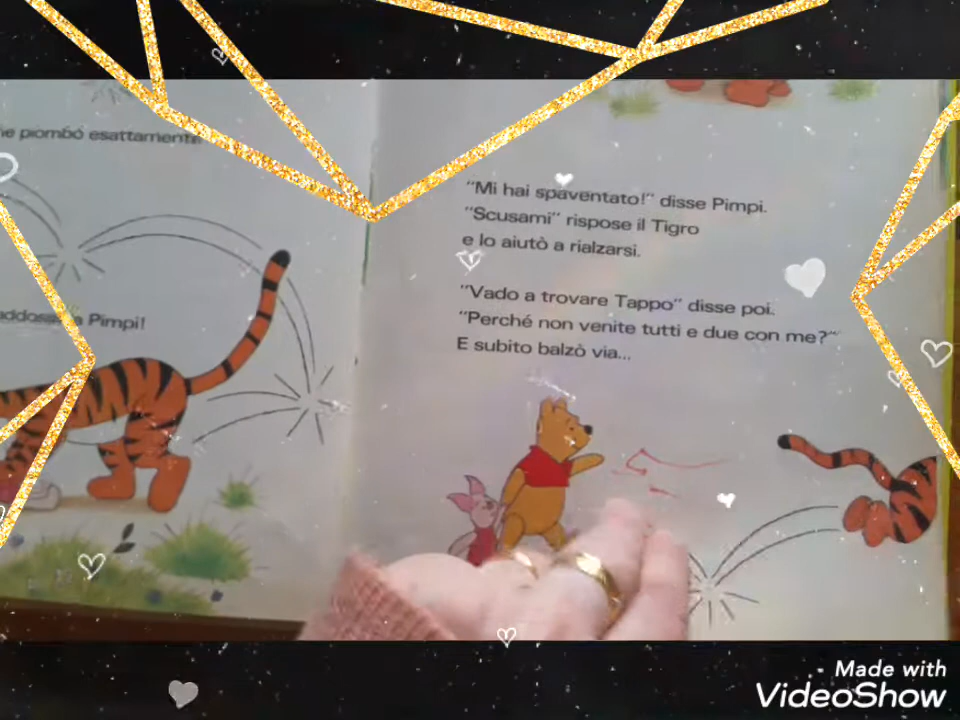 e piombò esattamente
addosso a Pimpi!
"Mi hai spaventato!" disse Pimpi.
"Scusami" rispose il Tigro
e lo aiutò a rialzarsi.
"Vado a trovare Tappo" disse poi.
"Perché non venite tutti e due con me?"
E subito balzò via...
Made with
VideoShow